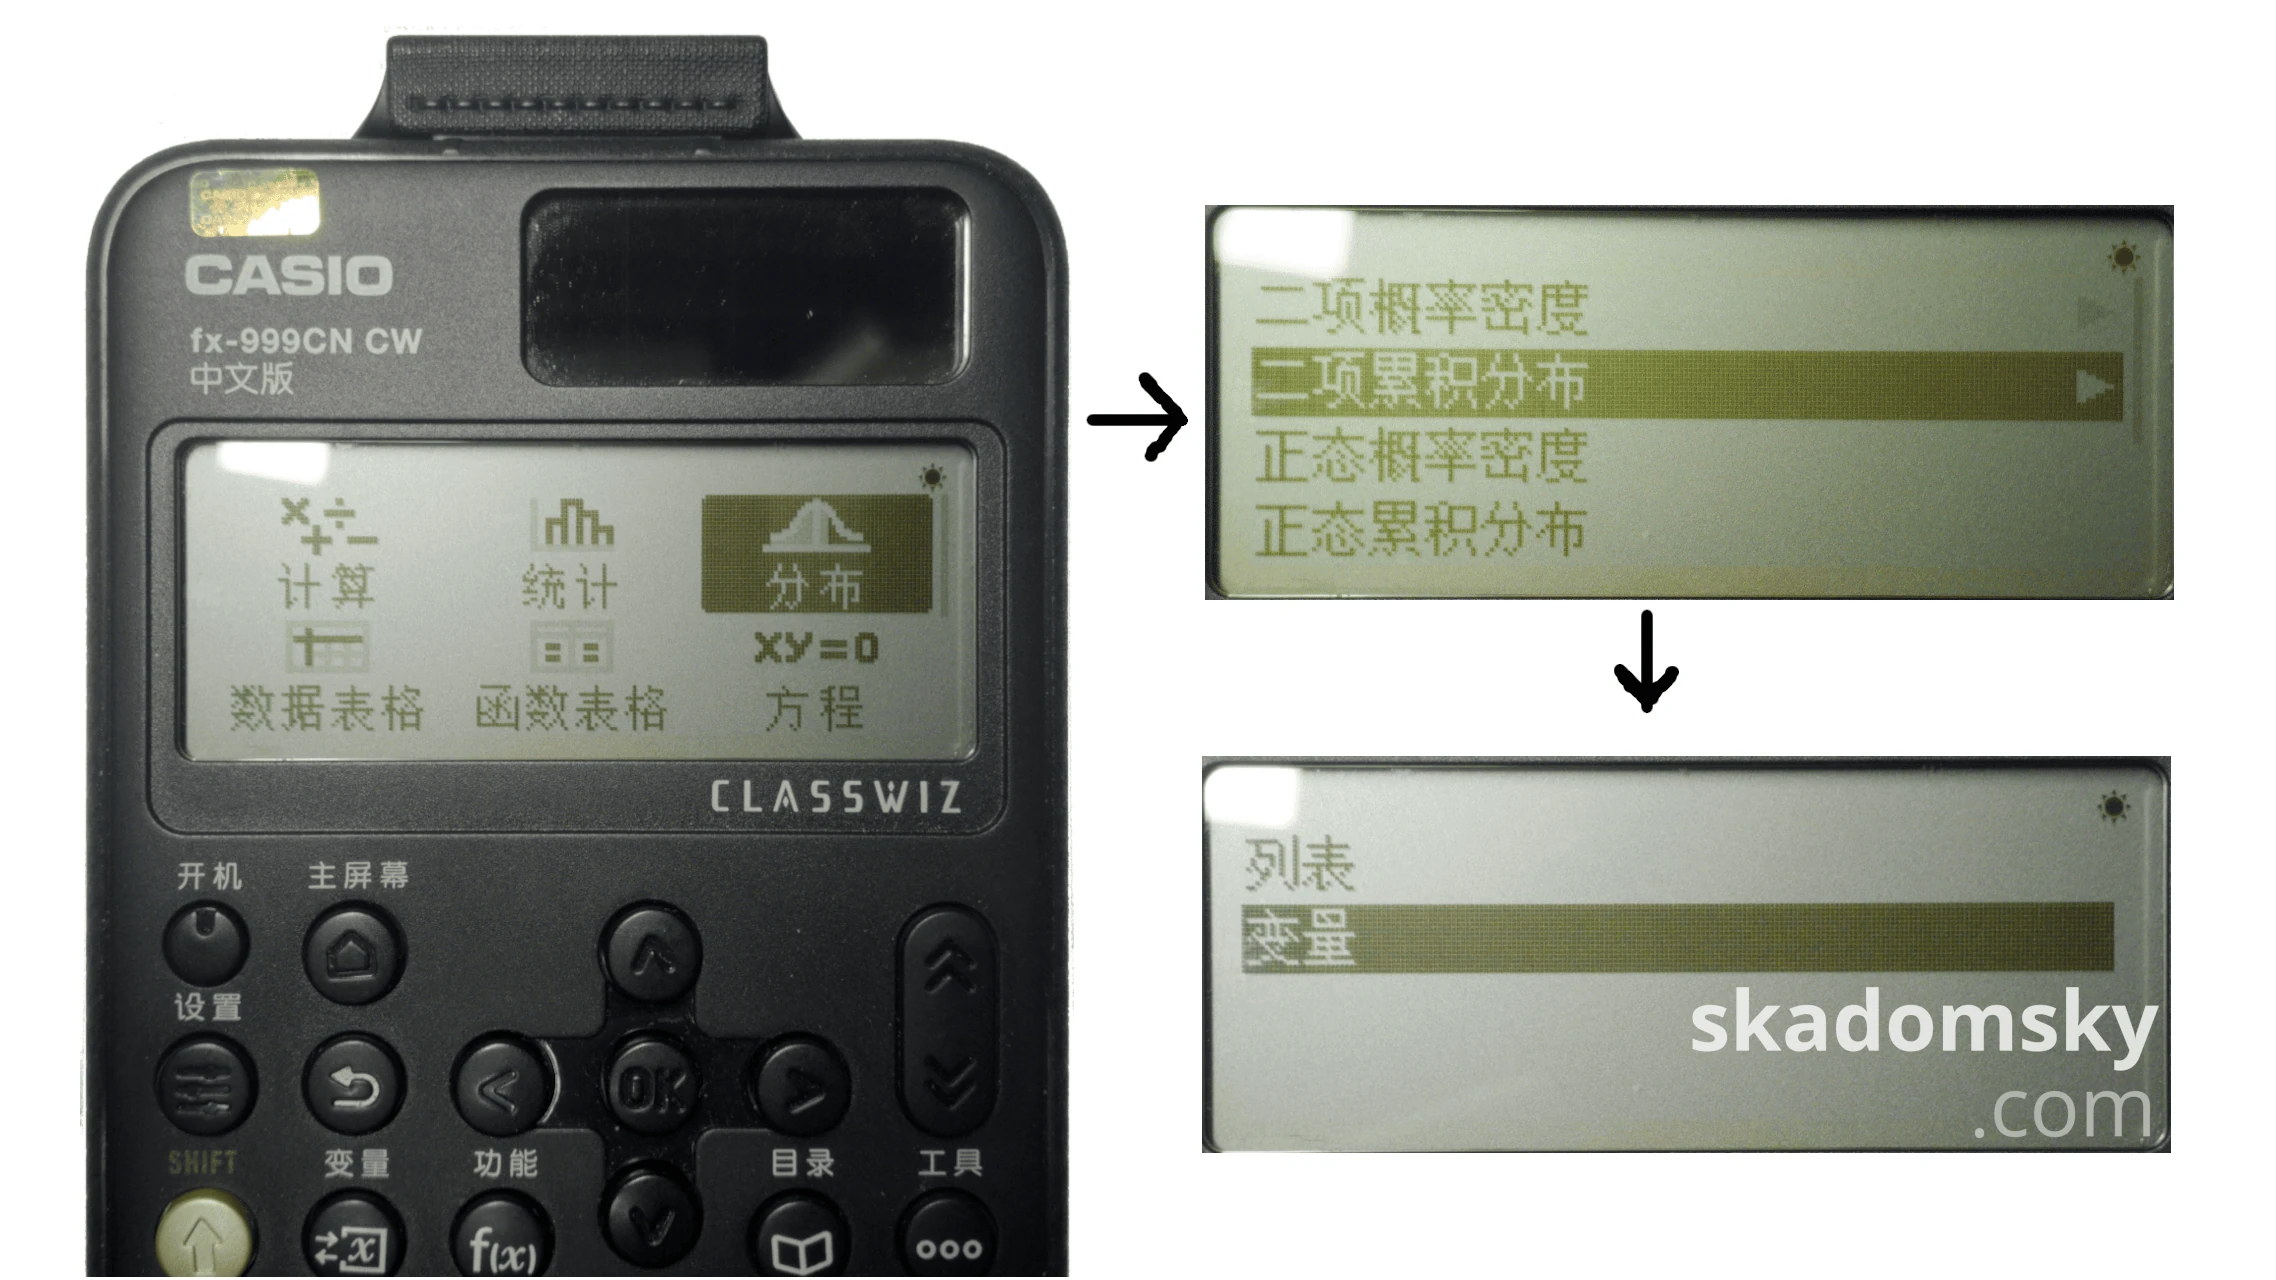 CASIO
fx-999CN CW
中文版
计算
统计
分布
数据表格
函数表格
xy=0
方程
CLASSWIZ
开机
主屏幕
设置
OK
SHIFT
变量
功能
目录
工具
x
f(x)
二项概率密度
二项累积分布
正态概率密度
正态累积分布
列表
变量
skadomsky
.com